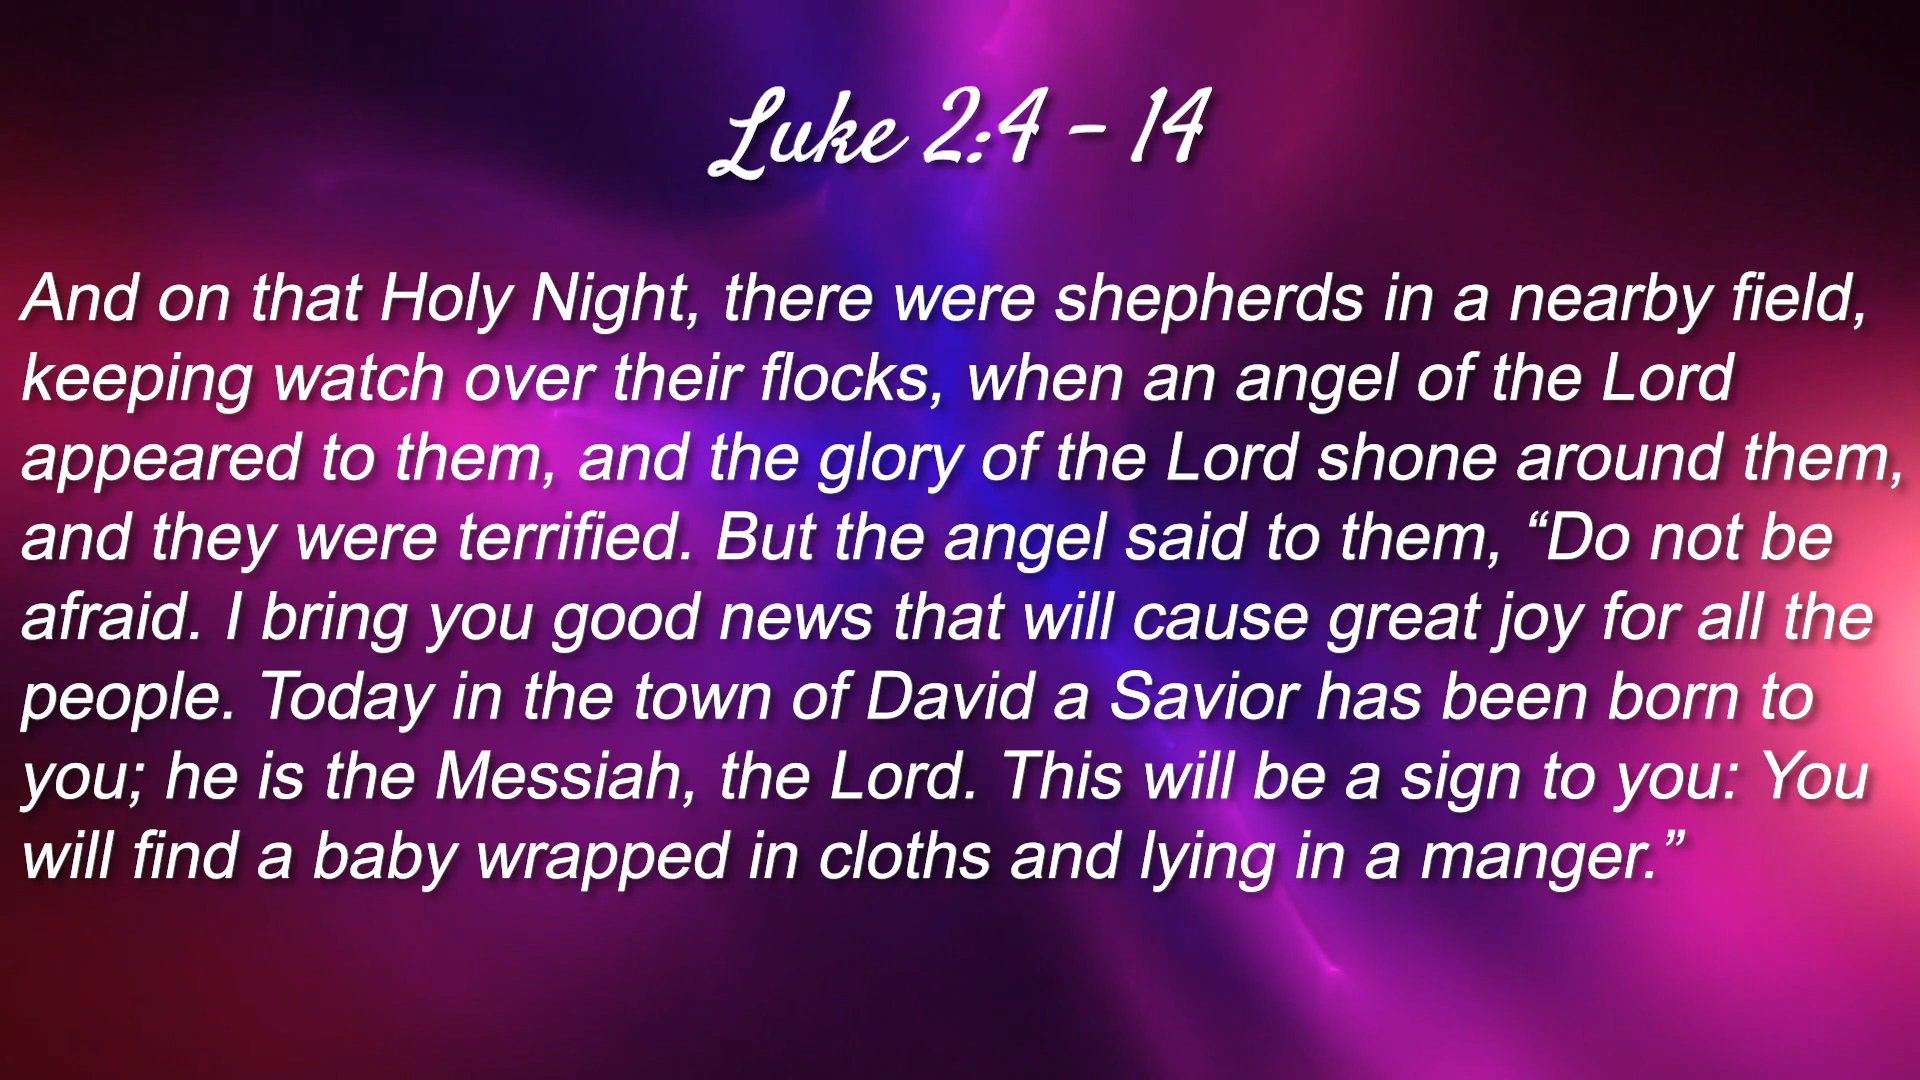 Luke 2:4 - 14
And on that Holy Night, there were shepherds in a nearby field,
keeping watch over their flocks, when an angel of the Lord
appeared to them, and the glory of the Lord shone around them,
and they were terrified. But the angel said to them, “Do not be
afraid. I bring you good news that will cause great joy for all the
people. Today in the town of David a Savior has been born to
you; he is the Messiah, the Lord. This will be a sign to you: You
will find a baby wrapped in cloths and lying in a manger.”